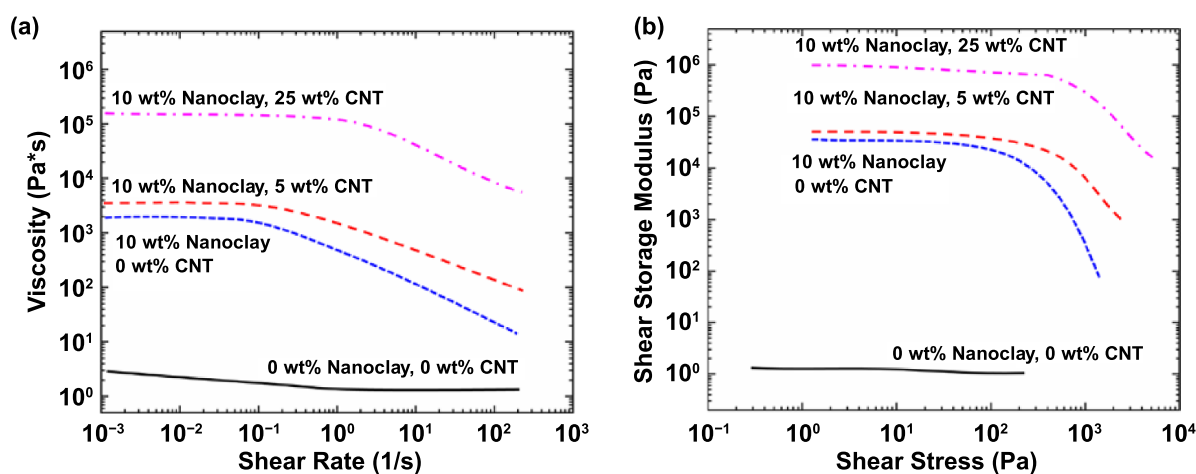 (a)
10⁶
10⁵
10⁴
10³
10²
10¹
10⁰
Viscosity (Pa*s)
10 wt% Nanoclay, 25 wt% CNT
10 wt% Nanoclay, 5 wt% CNT
10 wt% Nanoclay
0 wt% CNT
0 wt% Nanoclay, 0 wt% CNT
10⁻³ 10⁻² 10⁻¹ 10⁰ 10¹ 10² 10³
Shear Rate (1/s)
(b)
10⁶
10⁵
10⁴
10³
10²
10¹
10⁰
Shear Storage Modulus (Pa)
10 wt% Nanoclay, 25 wt% CNT
10 wt% Nanoclay, 5 wt% CNT
10 wt% Nanoclay
0 wt% CNT
0 wt% Nanoclay, 0 wt% CNT
10⁻¹ 10⁰ 10¹ 10² 10³ 10⁴
Shear Stress (Pa)